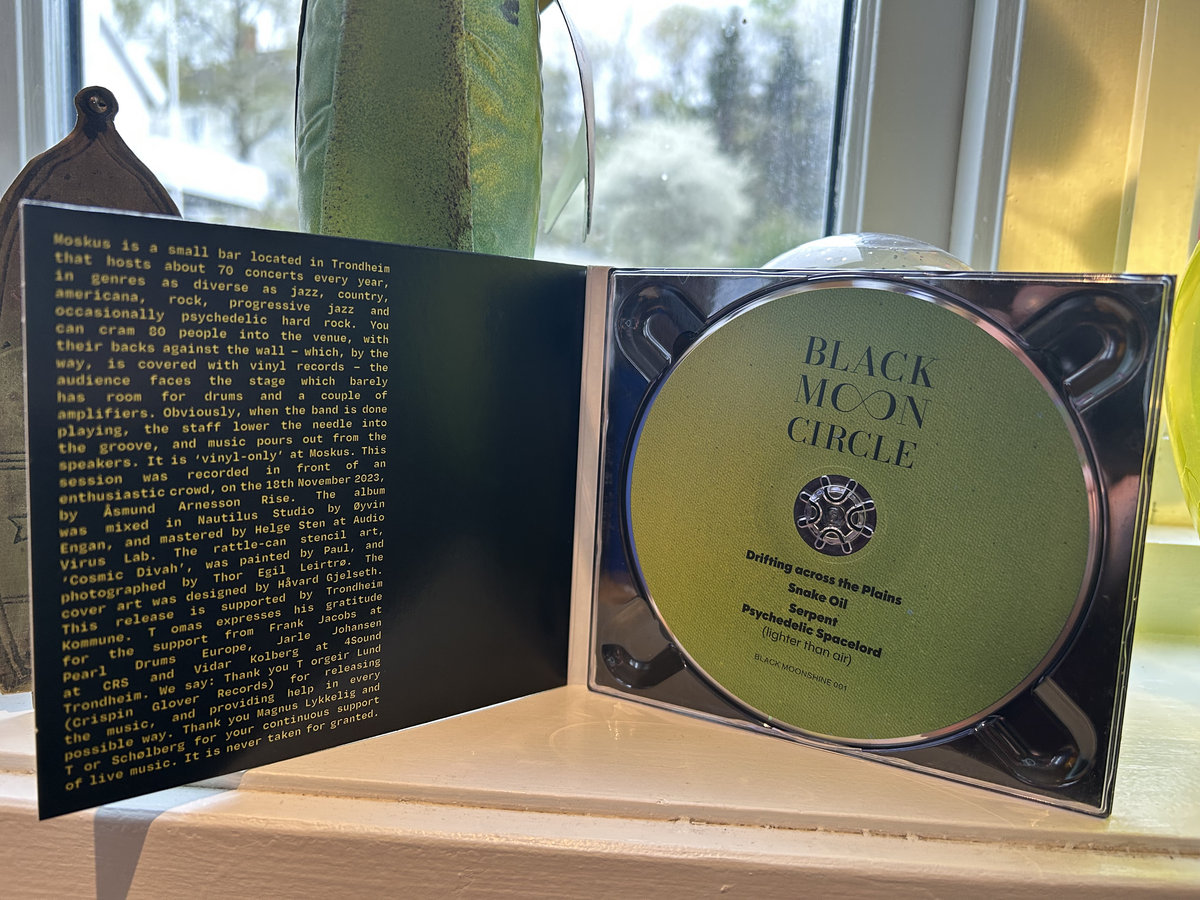 Moskus is a small bar located in Trondheim
that hosts about 70 concerts every year,
in genres as diverse as jazz, country,
americana, rock, progressive jazz and
occasionally psychedelic hard rock. You
can cram 80 people into the venue, with
their backs against the wall – which, by the
way, is covered with vinyl records – the
audience faces the stage which barely
has room for drums and a couple of
amplifiers. Obviously, when the band is done
playing, the staff lower the needle into
the groove, and music pours out from the
speakers. It is ‘vinyl-only’ at Moskus. This
session was recorded in front of an
enthusiastic crowd, on the 18th November 2023,
by Åsmund Arnesson Rise. The album
was mixed in Nautilus Studio by Øyvin
Engan, and mastered by Helge Sten at Audio
Virus Lab. The rattle-can stencil art,
‘Cosmic Divah’, was painted by Paul, and
photographed by Thor Egil Leirtrø. The
cover art was designed by Håvard Gjelseth.
This release is supported by Trondheim
Kommune. T omas expresses his gratitude
for the support from Frank Jacobs at
Pearl Drums Europe, Jarle Johansen
at CRS and Vidar Kolberg at 4Sound
Trondheim. We say: Thank you T orgeir Lund
(Crispin Glover Records) for releasing
the music, and providing help in every
possible way. Thank you Magnus Lykkelig and
T or Schølberg for your continuous support
of live music. It is never taken for granted.
BLACK
MOON
CIRCLE
Drifting across the Plains
Snake Oil
Serpent
Psychedelic Spacelord
(lighter than air)
BLACK MOONSHINE 001